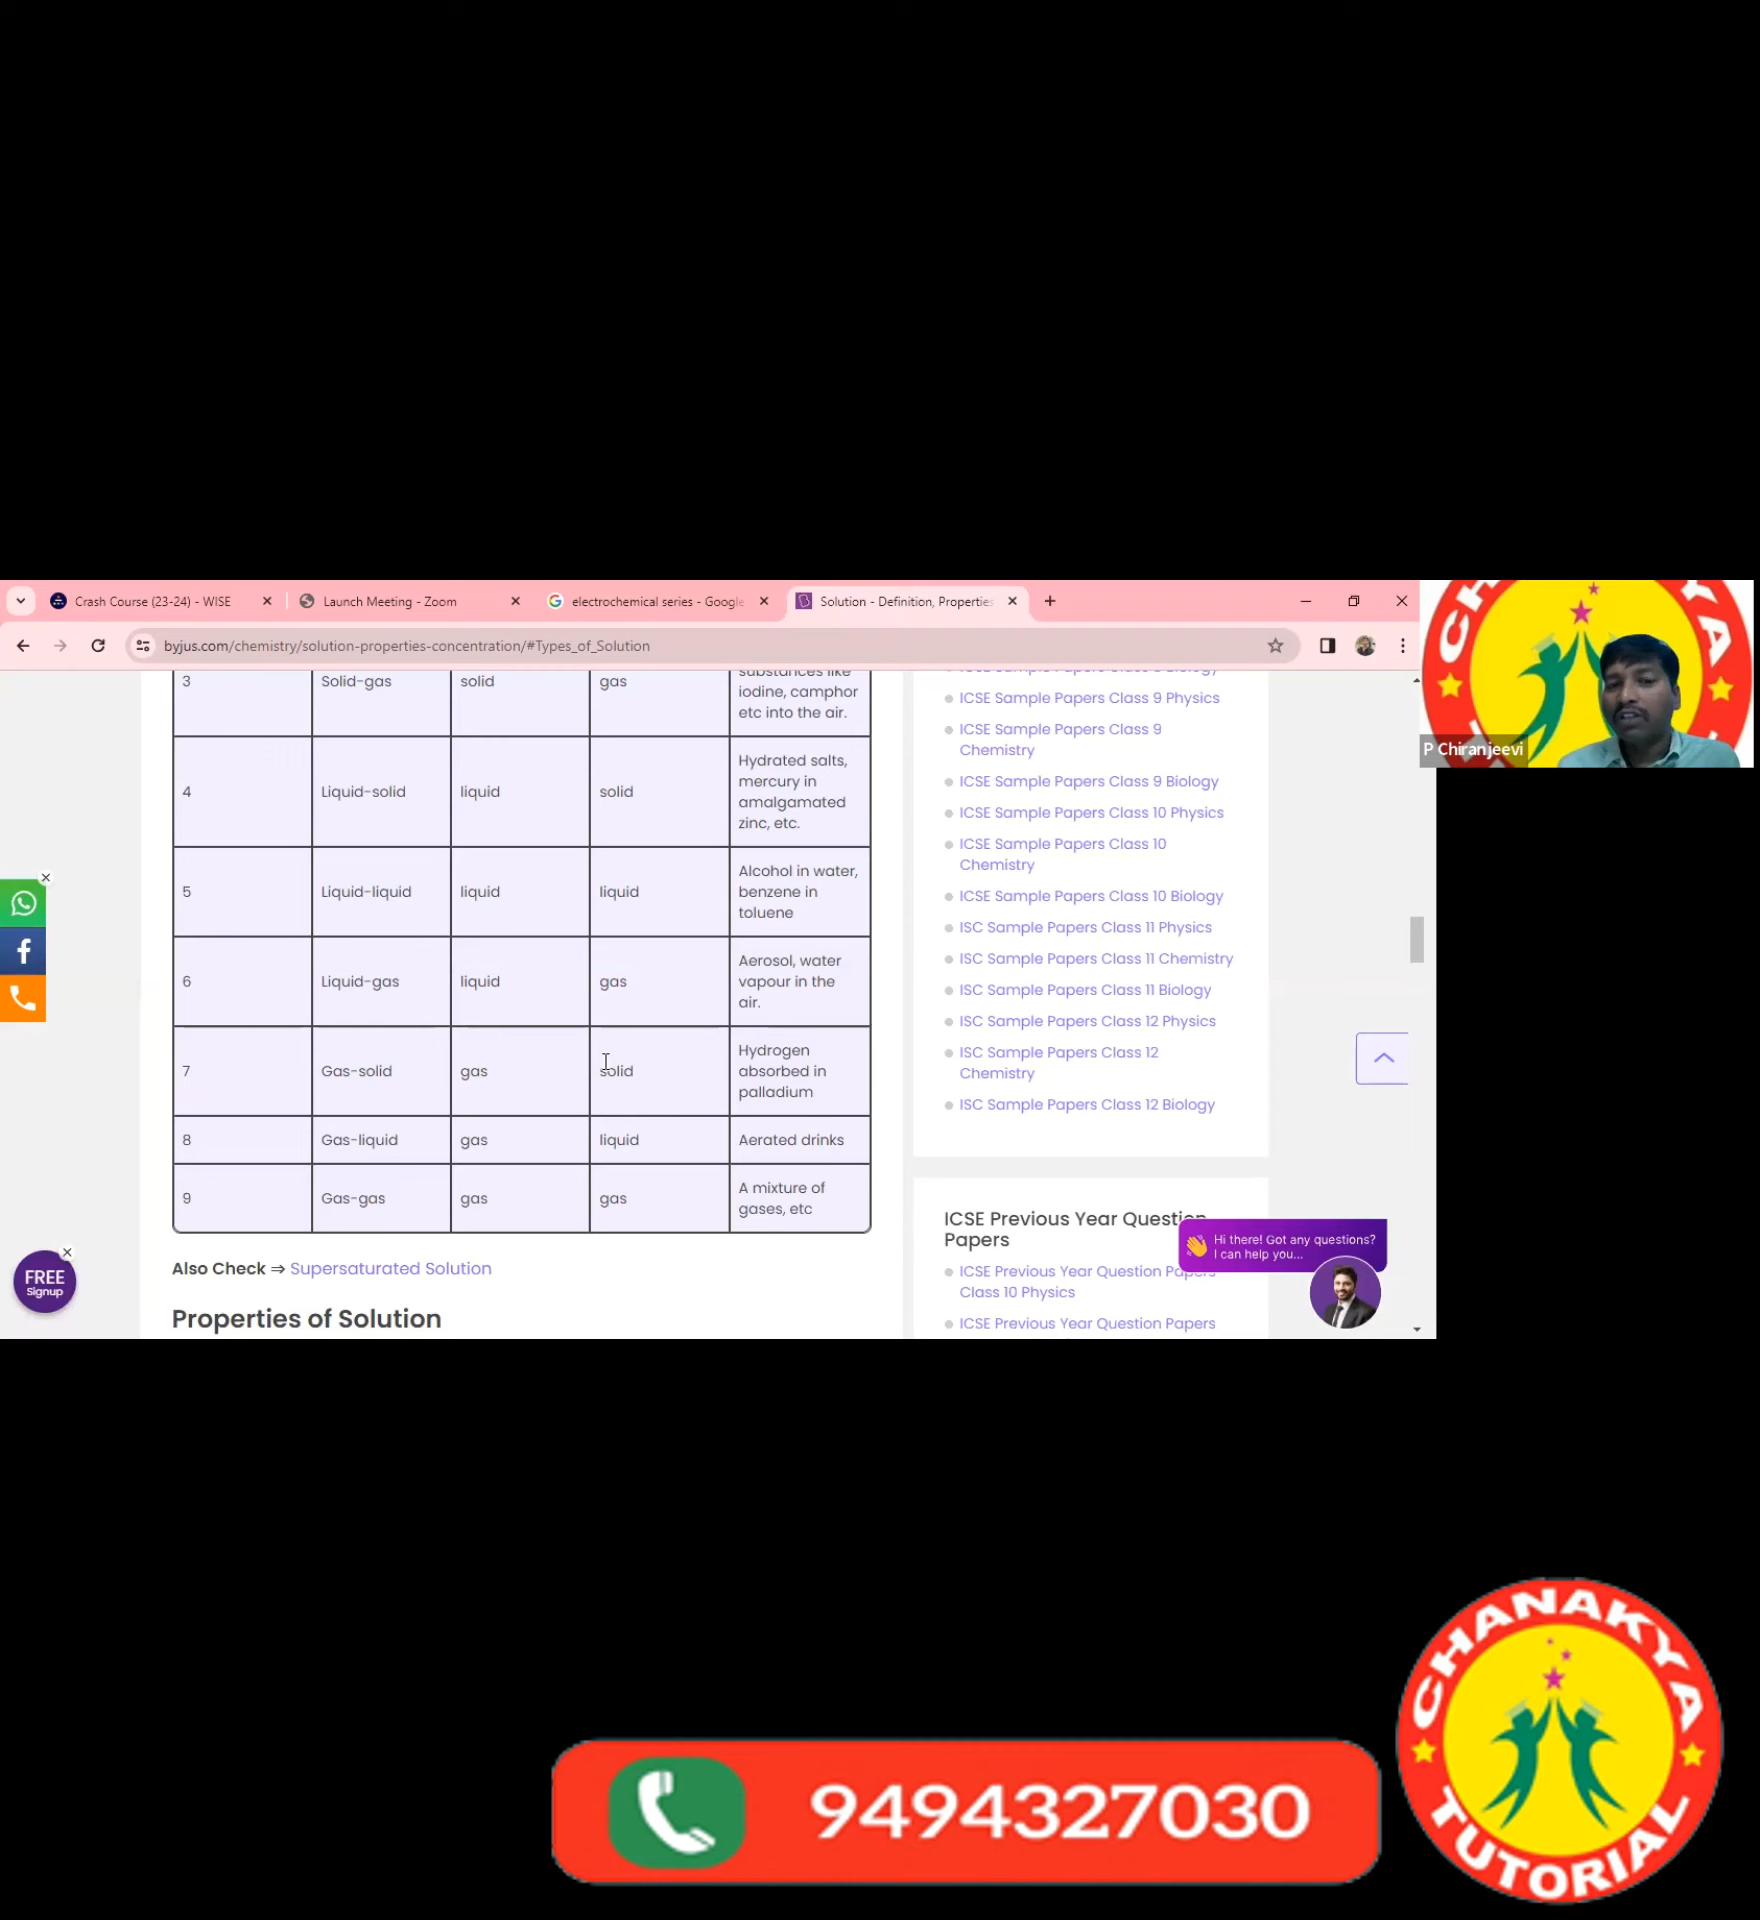 Crash Course (23-24) - WISE
Launch Meeting - Zoom
electrochemical series - Google
Solution - Definition, Properties
byjus.com/chemistry/solution-properties-concentration/#Types_of_Solution
P Chiranjeevi
3 Solid-gas solid gas
substances like
iodine, camphor
etc into the air.
4 Liquid-solid liquid solid
Hydrated salts,
mercury in
amalgamated
zinc, etc.
5 Liquid-liquid liquid liquid
Alcohol in water,
benzene in
toluene
6 Liquid-gas liquid gas
Aerosol, water
vapour in the
air.
7 Gas-solid gas solid
Hydrogen
absorbed in
palladium
8 Gas-liquid gas liquid Aerated drinks
9 Gas-gas gas gas
A mixture of
gases, etc
Also Check ⇒ Supersaturated Solution
Properties of Solution
ICSE Sample Papers Class 9 Physics
ICSE Sample Papers Class 9
Chemistry
ICSE Sample Papers Class 9 Biology
ICSE Sample Papers Class 10 Physics
ICSE Sample Papers Class 10
Chemistry
ICSE Sample Papers Class 10 Biology
ISC Sample Papers Class 11 Physics
ISC Sample Papers Class 11 Chemistry
ISC Sample Papers Class 11 Biology
ISC Sample Papers Class 12 Physics
ISC Sample Papers Class 12
Chemistry
ISC Sample Papers Class 12 Biology
ICSE Previous Year Question
Papers
ICSE Previous Year Question Papers
Class 10 Physics
ICSE Previous Year Question Papers
Hi there! Got any questions?
I can help you...
FREE
Signup
9494327030
CHANAKYA
TUTORIAL